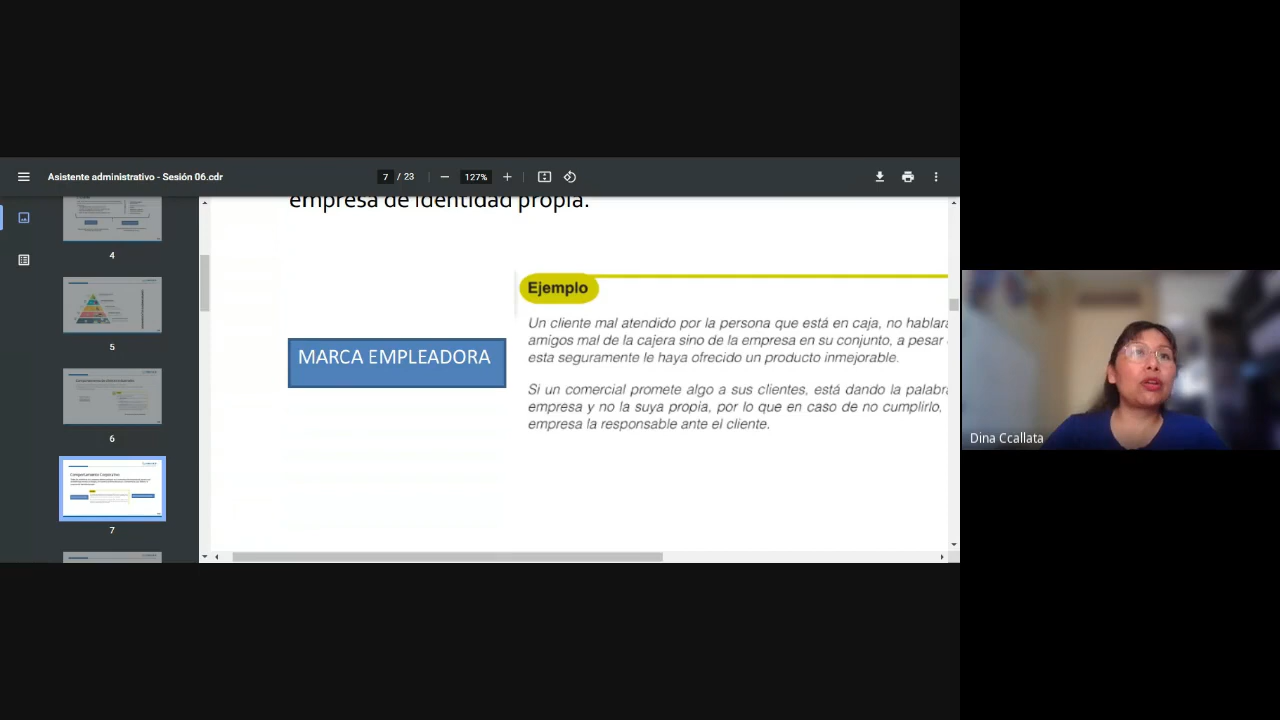 Asistente administrativo - Sesión 06.cdr
7 / 23
127%
empresa de identidad propia.
4
5
6
7
Ejemplo
Un cliente mal atendido por la persona que está en caja, no hablará
amigos mal de la cajera sino de la empresa en su conjunto, a pesar
esta seguramente le haya ofrecido un producto inmejorable.
MARCA EMPLEADORA
Si un comercial promete algo a sus clientes, está dando la palabra
empresa y no la suya propia, por lo que en caso de no cumplirlo,
empresa la responsable ante el cliente.
Dina Ccallata